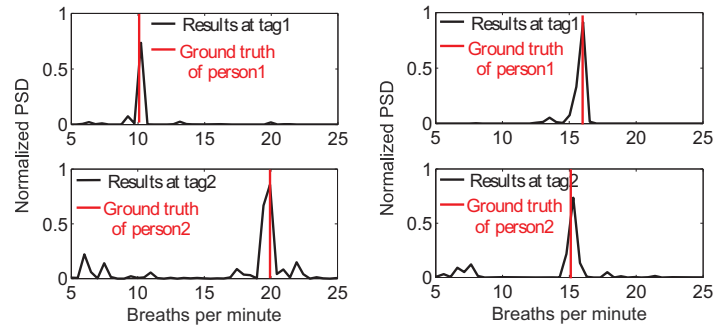 Normalized PSD
1
0.5
0
Results at tag1
Ground truth
of person1
5 10 15 20 25
1
0.5
0
Results at tag2
Ground truth
of person2
5 10 15 20 25
Breaths per minute
Normalized PSD
1
0.5
0
Results at tag1
Ground truth
of person1
5 10 15 20 25
1
0.5
0
Results at tag2
Ground truth
of person2
5 10 15 20 25
Breaths per minute